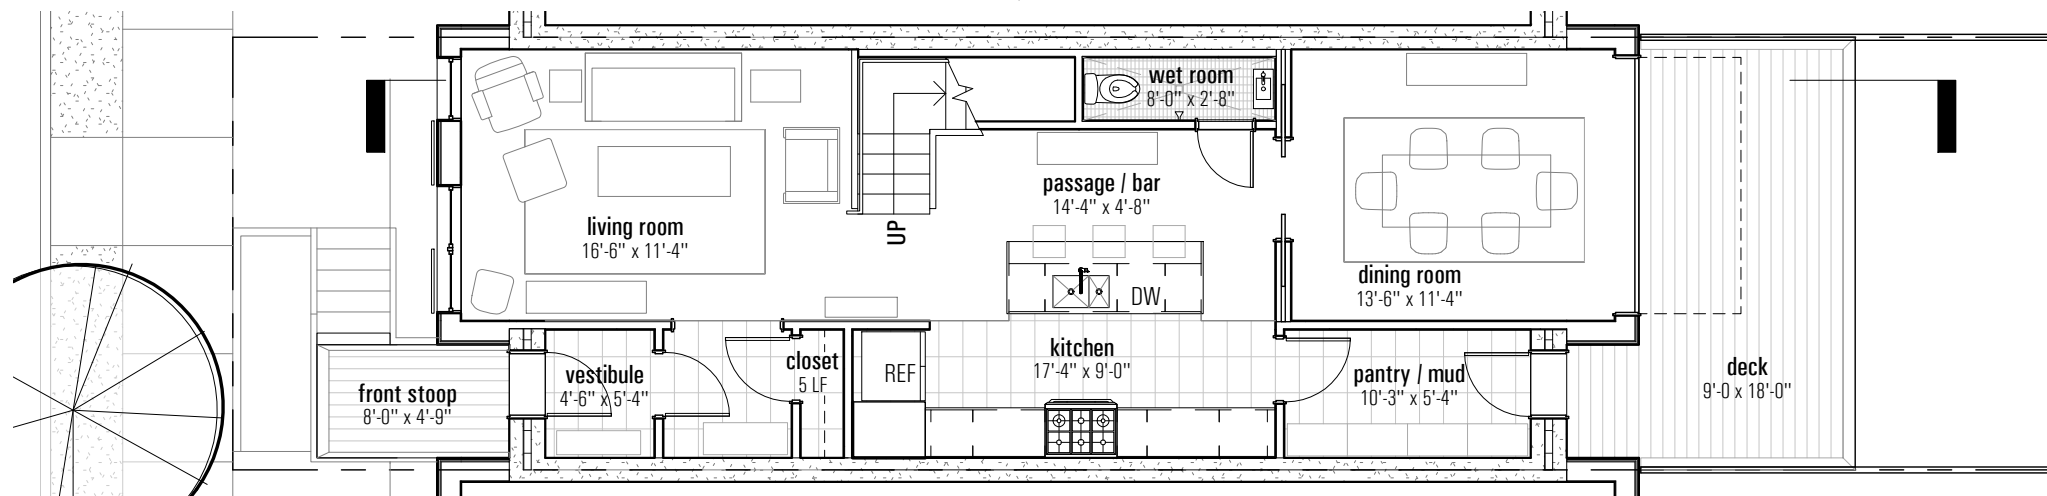 wet room
8'-0" x 2'-8"
passage / bar
14'-4" x 4'-8"
living room
16'-6" x 11'-4"
UP
dining room
13'-6" x 11'-4"
DW
kitchen
17'-4" x 9'-0"
closet
5 LF
REF
vestibule
4'-6" x 5'-4"
pantry / mud
10'-3" x 5'-4"
front stoop
8'-0" x 4'-9"
deck
9'-0 x 18'-0"